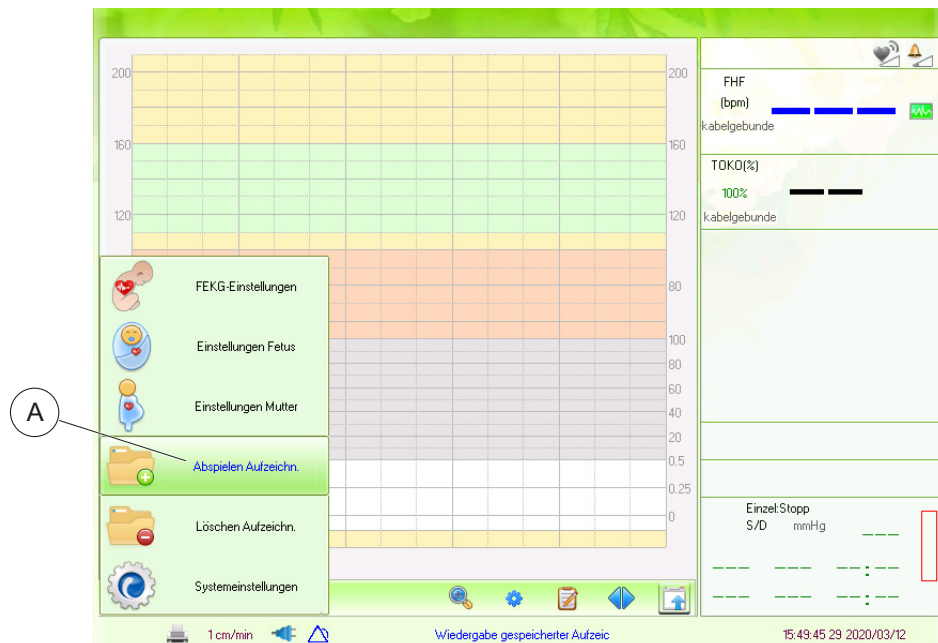 200
160
120
200
160
120
80
100
80
60
40
20
0.5
0.25
0
A
FEKG-Einstellungen
Einstellungen Fetus
Einstellungen Mutter
Abspielen Aufzeichn.
Löschen Aufzeichn.
Systemeinstellungen
FHF
(bpm)
kabelgebunde
TOKO(%)
100%
kabelgebunde
Einzel:Stopp
S/D mmHg
1 cm/min
Wiedergabe gespeicherter Aufzeic
15:49:45 29 2020/03/12